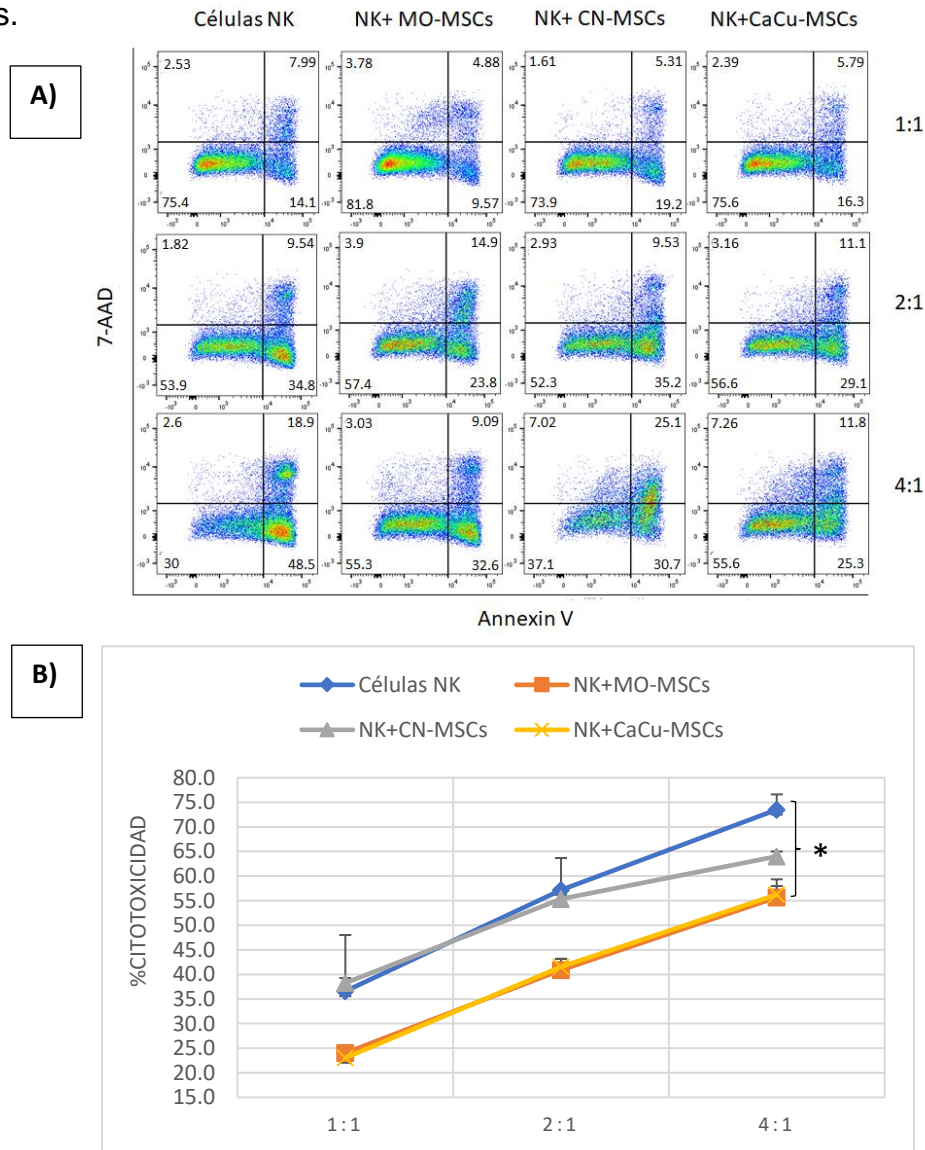 s.
Células NK NK+ MO-MSCs NK+ CN-MSCs NK+CaCu-MSCs
A)
2.53 7.99 3.78 4.88 1.61 5.31 2.39 5.79
1:1
75.4 14.1 81.8 9.57 73.9 19.2 75.6 16.3
1.82 9.54 3.9 14.9 2.93 9.53 3.16 11.1
7-AAD
2:1
53.9 34.8 57.4 23.8 52.3 35.2 56.6 29.1
2.6 18.9 3.03 9.09 7.02 25.1 7.26 11.8
4:1
30 48.5 55.3 32.6 37.1 30.7 55.6 25.3
Annexin V
B)
Células NK NK+MO-MSCs
NK+CN-MSCs NK+CaCu-MSCs
%CITOTOXICIDAD
80.0
75.0
70.0
65.0
*
60.0
55.0
50.0
45.0
40.0
35.0
30.0
25.0
20.0
15.0
1:1 2:1 4:1